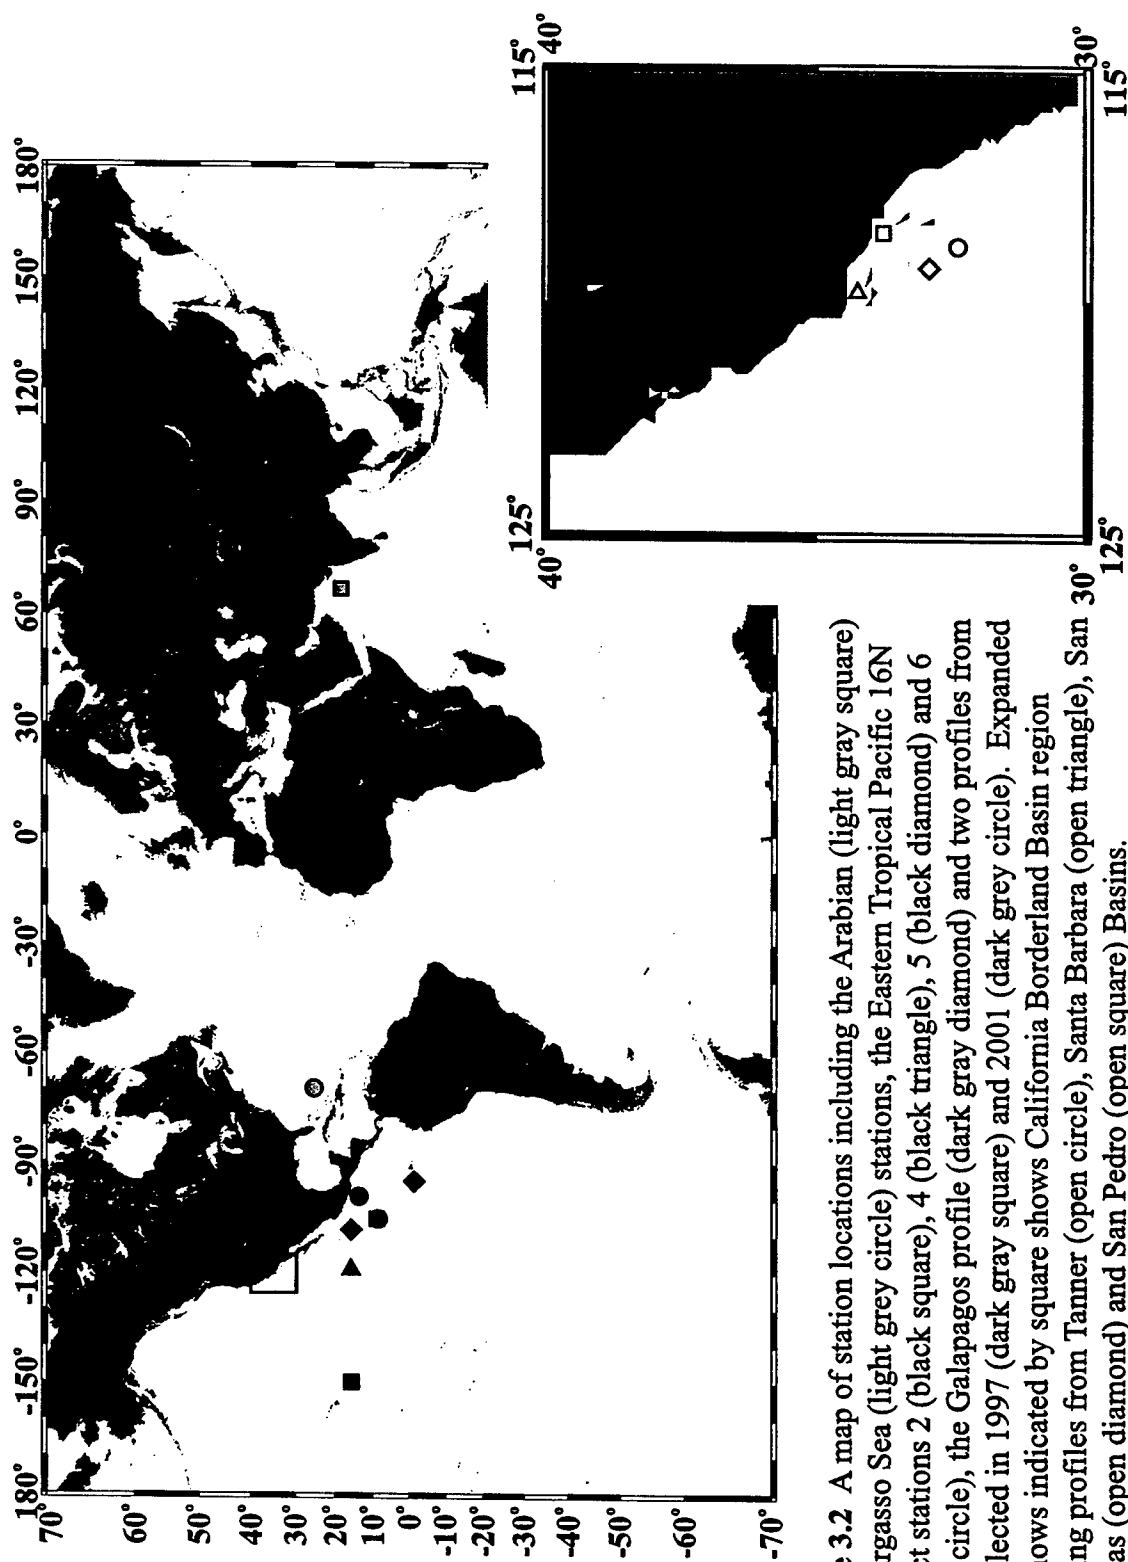 180° -150° -120° -90° -60° -30° 0° 30° 60° 90° 120° 150° 180°
70°
60°
50°
40°
30°
20°
10°
0°
-10°
-20°
-30°
-40°
-50°
-60°
-70°
125° 115°
40° 40°
30° 30°
125° 115°
3.2 A map of station locations including the Arabian (light gray square)
Sea (light grey circle) stations, the Eastern Tropical Pacific 16N
stations 2 (black square), 4 (black triangle), 5 (black diamond) and 6
circle), the Galapagos profile (dark gray diamond) and two profiles from
in 1997 (dark gray square) and 2001 (dark grey circle). Expanded
indicated by square shows California Borderland Basin region
profiles from Tanner (open circle), Santa Barbara (open triangle), San
(open diamond) and San Pedro (open square) Basins.